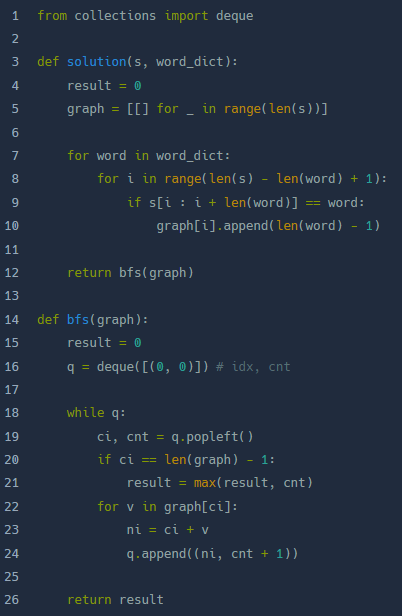 1 from collections import deque
2
3 def solution(s, word_dict):
4     result = 0
5     graph = [[] for _ in range(len(s))]
6
7     for word in word_dict:
8         for i in range(len(s) - len(word) + 1):
9             if s[i : i + len(word)] == word:
10                 graph[i].append(len(word) - 1)
11
12     return bfs(graph)
13
14 def bfs(graph):
15     result = 0
16     q = deque([(0, 0)]) # idx, cnt
17
18     while q:
19         ci, cnt = q.popleft()
20         if ci == len(graph) - 1:
21             result = max(result, cnt)
22         for v in graph[ci]:
23             ni = ci + v
24             q.append((ni, cnt + 1))
25
26     return result